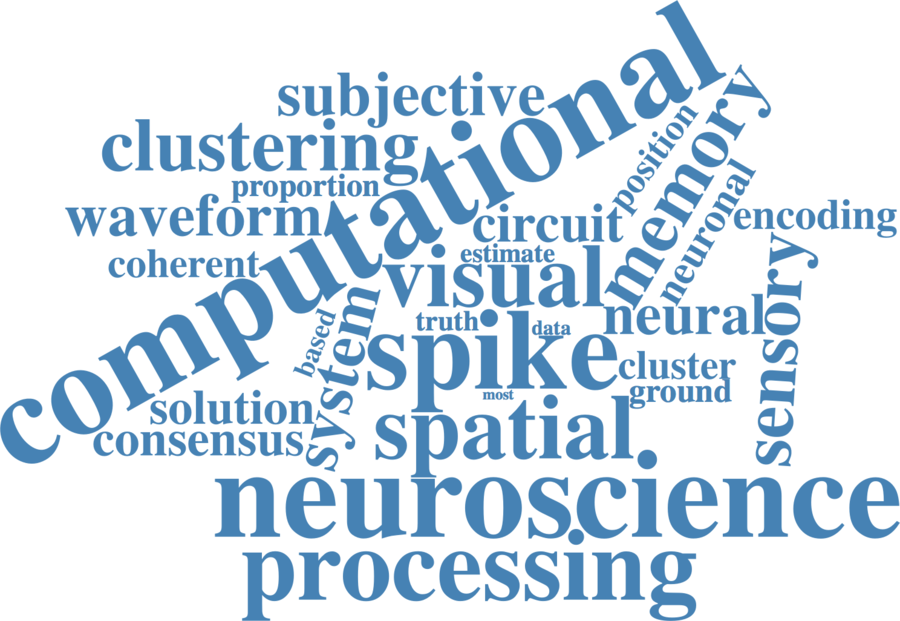 computational
subjective
clustering
position
memory
proportion
waveform
circuit
neuronal
encoding
coherent
estimate
visual
sensory
system
based
truth
data
neural
spike
cluster
most
ground
solution
spatial
consensus
neuroscience
processing